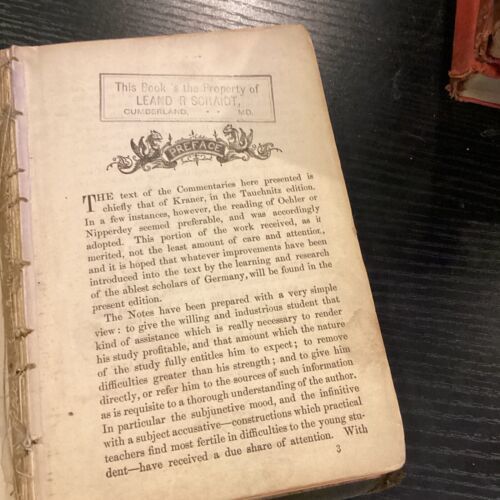 This Book 's the Property of
LEAND R SCHAIDT,
CUMBERLAND, MD.
PREFACE
THE text of the Commentaries here presented is
chiefly that of Kraner, in the Tauchnitz edition.
In a few instances, however, the reading of Oehler or
Nipperdey seemed preferable, and was accordingly
adopted. This portion of the work received, as it
merited, not the least amount of care and attention,
and it is hoped that whatever improvements have been
introduced into the text by the learning and research
of the ablest scholars of Germany, will be found in the
present edition.
The Notes have been prepared with a very simple
view: to give the willing and industrious student that
kind of assistance which is really necessary to render
his study profitable, and that amount which the nature
of the study fully entitles him to expect; to remove
difficulties greater than his strength; and to give him
directly, or refer him to the sources of such information
as is requisite to a thorough understanding of the author.
In particular the subjunctive mood, and the infinitive
with a subject accusative—constructions which practical
teachers find most fertile in difficulties to the young stu-
dent—have received a due share of attention. With
3